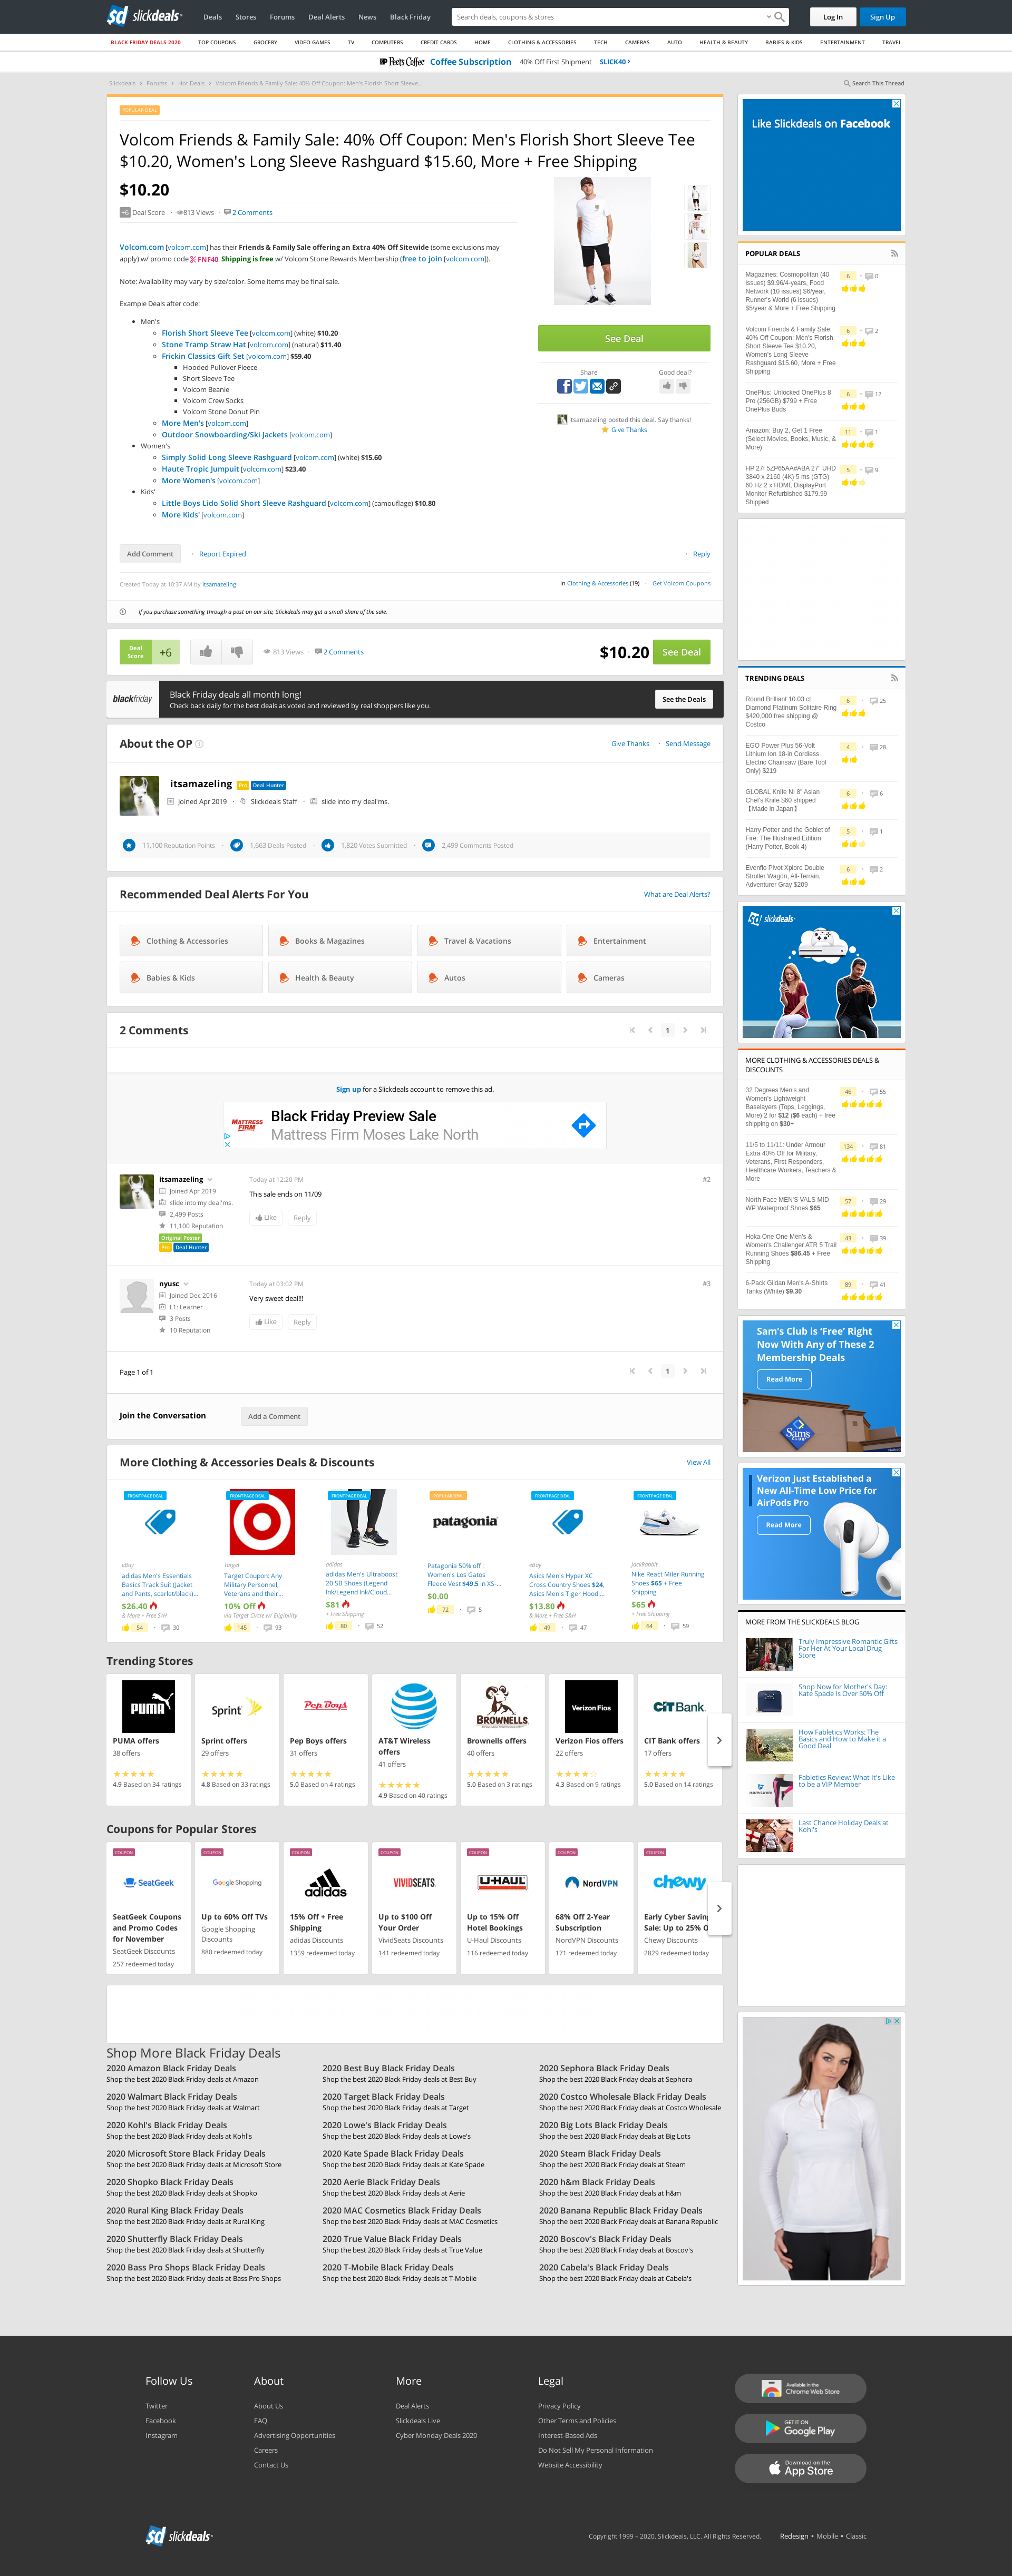 slickdeals
Deals
Stores
Forums
Deal Alerts
News
Black Friday
Search deals, coupons & stores
Log In
Sign Up
BLACK FRIDAY DEALS 2020
TOP COUPONS
GROCERY
VIDEO GAMES
TV
COMPUTERS
CREDIT CARDS
HOME
CLOTHING & ACCESSORIES
TECH
CAMERAS
AUTO
HEALTH & BEAUTY
BABIES & KIDS
ENTERTAINMENT
TRAVEL
Peet's Coffee Coffee Subscription 40% Off First Shipment SLICK40
Slickdeals > Forums > Hot Deals > Volcom Friends & Family Sale: 40% Off Coupon: Men's Florish Short Sleeve...
Search This Thread
POPULAR DEAL
Volcom Friends & Family Sale: 40% Off Coupon: Men's Florish Short Sleeve Tee
$10.20, Women's Long Sleeve Rashguard $15.60, More + Free Shipping
$10.20
+6 Deal Score 813 Views 2 Comments
Volcom.com [volcom.com] has their Friends & Family Sale offering an Extra 40% Off Sitewide (some exclusions may
apply) w/ promo code FNF40. Shipping is free w/ Volcom Stone Rewards Membership (free to join [volcom.com]).
Note: Availability may vary by size/color. Some items may be final sale.
Example Deals after code:
Men's
Florish Short Sleeve Tee [volcom.com] (white) $10.20
Stone Tramp Straw Hat [volcom.com] (natural) $11.40
Frickin Classics Gift Set [volcom.com] $59.40
Hooded Pullover Fleece
Short Sleeve Tee
Volcom Beanie
Volcom Crew Socks
Volcom Stone Donut Pin
More Men's [volcom.com]
Outdoor Snowboarding/Ski Jackets [volcom.com]
Women's
Simply Solid Long Sleeve Rashguard [volcom.com] (white) $15.60
Haute Tropic Jumpuit [volcom.com] $23.40
More Women's [volcom.com]
Kids'
Little Boys Lido Solid Short Sleeve Rashguard [volcom.com] (camouflage) $10.80
More Kids' [volcom.com]
See Deal
Share
Good deal?
itsamazeling posted this deal. Say thanks!
Give Thanks
Add Comment
Report Expired
Reply
Created Today at 10:37 AM by itsamazeling
in Clothing & Accessories (19) Get Volcom Coupons
If you purchase something through a post on our site, Slickdeals may get a small share of the sale.
Deal Score +6
813 Views 2 Comments
$10.20 See Deal
blackfriday
Black Friday deals all month long!
Check back daily for the best deals as voted and reviewed by real shoppers like you.
See the Deals
About the OP
Give Thanks
Send Message
itsamazeling Pro Deal Hunter
Joined Apr 2019 Slickdeals Staff slide into my deal'ms.
11,100 Reputation Points 1,663 Deals Posted 1,820 Votes Submitted 2,499 Comments Posted
Recommended Deal Alerts For You
What are Deal Alerts?
Clothing & Accessories
Books & Magazines
Travel & Vacations
Entertainment
Babies & Kids
Health & Beauty
Autos
Cameras
2 Comments
1
Sign up for a Slickdeals account to remove this ad.
MATTRESS FIRM
Black Friday Preview Sale
Mattress Firm Moses Lake North
itsamazeling
Joined Apr 2019
slide into my deal'ms.
2,499 Posts
11,100 Reputation
Original Poster
Pro Deal Hunter
Today at 12:20 PM
#2
This sale ends on 11/09
Like
Reply
nyusc
Joined Dec 2016
L1: Learner
3 Posts
10 Reputation
Today at 03:02 PM
#3
Very sweet deal!!!
Like
Reply
Page 1 of 1
1
Join the Conversation
Add a Comment
More Clothing & Accessories Deals & Discounts
View All
FRONTPAGE DEAL
eBay
adidas Men's Essentials
Basics Track Suit (Jacket
and Pants, scarlet/black)...
$26.40
& More + Free S/H
54 30
FRONTPAGE DEAL
Target
Target Coupon: Any
Military Personnel,
Veterans and their...
10% Off
via Target Circle w/ Eligibility
145 93
FRONTPAGE DEAL
adidas
adidas Men's Ultraboost
20 SB Shoes (Legend
Ink/Legend Ink/Cloud...
$81
+ Free Shipping
80 52
POPULAR DEAL
patagonia
Patagonia 50% off :
Women's Los Gatos
Fleece Vest $49.5 in XS-...
$0.00
72 5
FRONTPAGE DEAL
eBay
Asics Men's Hyper XC
Cross Country Shoes $24,
Asics Men's Tiger Hoodi...
$13.80
& More + Free S&H
49 47
FRONTPAGE DEAL
JackRabbit
Nike React Miler Running
Shoes $65 + Free
Shipping
$65
+ Free Shipping
64 59
Trending Stores
PUMA
PUMA offers
38 offers
4.9 Based on 34 ratings
Sprint
Sprint offers
29 offers
4.8 Based on 33 ratings
Pep Boys
Pep Boys offers
31 offers
5.0 Based on 4 ratings
AT&T Wireless
offers
41 offers
4.9 Based on 40 ratings
BROWNELLS
Brownells offers
40 offers
5.0 Based on 3 ratings
Verizon Fios
Verizon Fios offers
22 offers
4.3 Based on 9 ratings
CIT Bank
CIT Bank offers
17 offers
5.0 Based on 14 ratings
Coupons for Popular Stores
COUPON
SeatGeek
SeatGeek Coupons
and Promo Codes
for November
SeatGeek Discounts
257 redeemed today
COUPON
Google Shopping
Up to 60% Off TVs
Google Shopping
Discounts
880 redeemed today
COUPON
adidas
15% Off + Free
Shipping
adidas Discounts
1359 redeemed today
COUPON
VIVIDSEATS
Up to $100 Off
Your Order
VividSeats Discounts
141 redeemed today
COUPON
U-HAUL
Up to 15% Off
Hotel Bookings
U-Haul Discounts
116 redeemed today
COUPON
NordVPN
68% Off 2-Year
Subscription
NordVPN Discounts
171 redeemed today
COUPON
chewy
Early Cyber Saving
Sale: Up to 25% O
Chewy Discounts
2829 redeemed today
Shop More Black Friday Deals
2020 Amazon Black Friday Deals
Shop the best 2020 Black Friday deals at Amazon
2020 Best Buy Black Friday Deals
Shop the best 2020 Black Friday deals at Best Buy
2020 Sephora Black Friday Deals
Shop the best 2020 Black Friday deals at Sephora
2020 Walmart Black Friday Deals
Shop the best 2020 Black Friday deals at Walmart
2020 Target Black Friday Deals
Shop the best 2020 Black Friday deals at Target
2020 Costco Wholesale Black Friday Deals
Shop the best 2020 Black Friday deals at Costco Wholesale
2020 Kohl's Black Friday Deals
Shop the best 2020 Black Friday deals at Kohl's
2020 Lowe's Black Friday Deals
Shop the best 2020 Black Friday deals at Lowe's
2020 Big Lots Black Friday Deals
Shop the best 2020 Black Friday deals at Big Lots
2020 Microsoft Store Black Friday Deals
Shop the best 2020 Black Friday deals at Microsoft Store
2020 Kate Spade Black Friday Deals
Shop the best 2020 Black Friday deals at Kate Spade
2020 Steam Black Friday Deals
Shop the best 2020 Black Friday deals at Steam
2020 Shopko Black Friday Deals
Shop the best 2020 Black Friday deals at Shopko
2020 Aerie Black Friday Deals
Shop the best 2020 Black Friday deals at Aerie
2020 h&m Black Friday Deals
Shop the best 2020 Black Friday deals at h&m
2020 Rural King Black Friday Deals
Shop the best 2020 Black Friday deals at Rural King
2020 MAC Cosmetics Black Friday Deals
Shop the best 2020 Black Friday deals at MAC Cosmetics
2020 Banana Republic Black Friday Deals
Shop the best 2020 Black Friday deals at Banana Republic
2020 Shutterfly Black Friday Deals
Shop the best 2020 Black Friday deals at Shutterfly
2020 True Value Black Friday Deals
Shop the best 2020 Black Friday deals at True Value
2020 Boscov's Black Friday Deals
Shop the best 2020 Black Friday deals at Boscov's
2020 Bass Pro Shops Black Friday Deals
Shop the best 2020 Black Friday deals at Bass Pro Shops
2020 T-Mobile Black Friday Deals
Shop the best 2020 Black Friday deals at T-Mobile
2020 Cabela's Black Friday Deals
Shop the best 2020 Black Friday deals at Cabela's
Like Slickdeals on Facebook
POPULAR DEALS
Magazines: Cosmopolitan (40
issues) $9.96/4-years, Food
Network (10 issues) $6/year,
Runner's World (6 issues)
$5/year & More + Free Shipping
6 0
Volcom Friends & Family Sale:
40% Off Coupon: Men's Florish
Short Sleeve Tee $10.20,
Women's Long Sleeve
Rashguard $15.60, More + Free
Shipping
6 2
OnePlus: Unlocked OnePlus 8
Pro (256GB) $799 + Free
OnePlus Buds
6 12
Amazon: Buy 2, Get 1 Free
(Select Movies, Books, Music, &
More)
11 1
HP 27f 5ZP65AA#ABA 27" UHD
3840 x 2160 (4K) 5 ms (GTG)
60 Hz 2 x HDMI, DisplayPort
Monitor Refurbished $179.99
Shipped
5 9
TRENDING DEALS
Round Brilliant 10.03 ct
Diamond Platinum Solitaire Ring
$420,000 free shipping @
Costco
6 25
EGO Power Plus 56-Volt
Lithium Ion 18-in Cordless
Electric Chainsaw (Bare Tool
Only) $219
4 28
GLOBAL Knife NI 8" Asian
Chef's Knife $60 shipped
【Made in Japan】
6 6
Harry Potter and the Goblet of
Fire: The Illustrated Edition
(Harry Potter, Book 4)
5 1
Evenflo Pivot Xplore Double
Stroller Wagon, All-Terrain,
Adventurer Gray $209
6 2
slickdeals
MORE CLOTHING & ACCESSORIES DEALS &
DISCOUNTS
32 Degrees Men's and
Women's Lightweight
Baselayers (Tops, Leggings,
More) 2 for $12 ($6 each) + free
shipping on $30+
46 55
11/5 to 11/11: Under Armour
Extra 40% Off for Military,
Veterans, First Responders,
Healthcare Workers, Teachers &
More
134 81
North Face MEN'S VALS MID
WP Waterproof Shoes $65
57 29
Hoka One One Men's &
Women's Challenger ATR 5 Trail
Running Shoes $86.45 + Free
Shipping
43 39
6-Pack Gildan Men's A-Shirts
Tanks (White) $9.30
89 41
Sam's Club is 'Free' Right
Now With Any of These 2
Membership Deals
Read More
Sam's Club
Verizon Just Established a
New All-Time Low Price for
AirPods Pro
Read More
MORE FROM THE SLICKDEALS BLOG
Truly Impressive Romantic Gifts
For Her At Your Local Drug
Store
Shop Now for Mother's Day:
Kate Spade Is Over 50% Off
How Fabletics Works: The
Basics and How to Make it a
Good Deal
Fabletics Review: What It's Like
to be a VIP Member
Last Chance Holiday Deals at
Kohl's
Follow Us
Twitter
Facebook
Instagram
About
About Us
FAQ
Advertising Opportunities
Careers
Contact Us
More
Deal Alerts
Slickdeals Live
Cyber Monday Deals 2020
Legal
Privacy Policy
Other Terms and Policies
Interest-Based Ads
Do Not Sell My Personal Information
Website Accessibility
Available in the
Chrome Web Store
GET IT ON
Google Play
Download on the
App Store
slickdeals
Copyright 1999 - 2020. Slickdeals, LLC. All Rights Reserved.
Redesign • Mobile • Classic